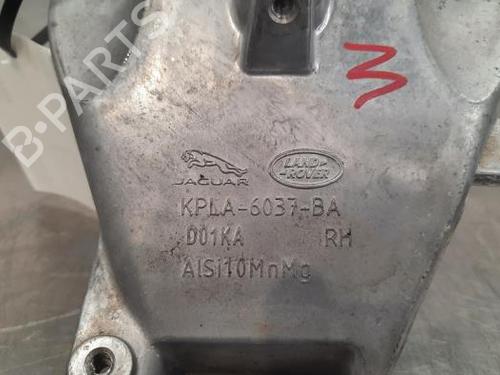 B-PARTS
3
JAGUAR
LAND-
-ROVER
KPLA-6037-BA
D01KA RH
AlSi10MnMg